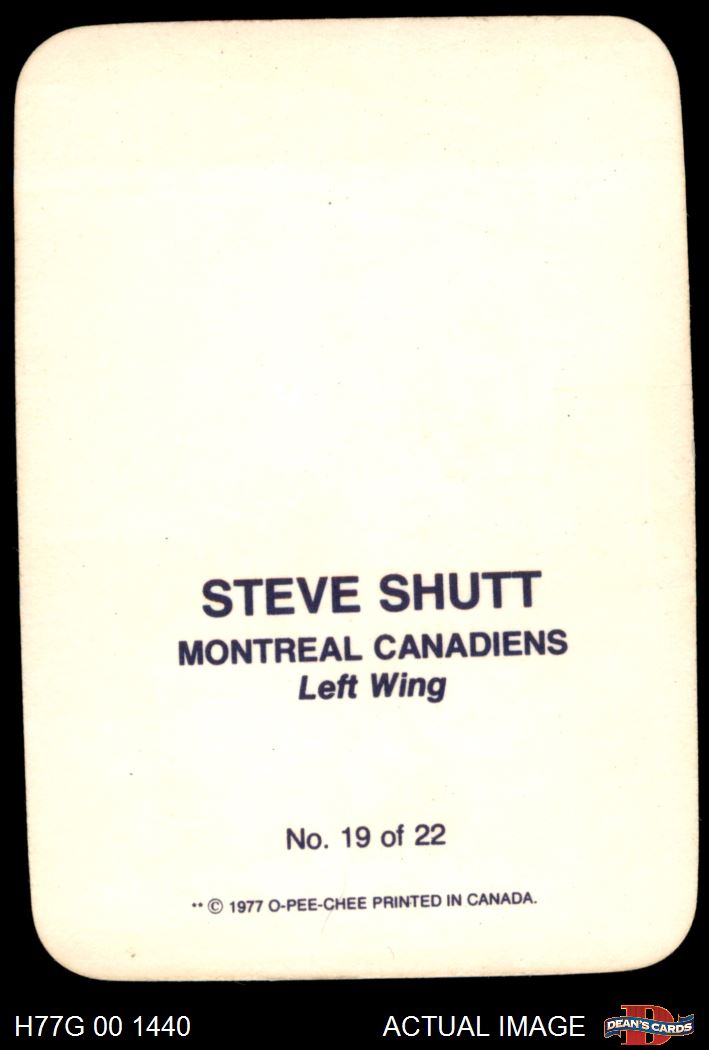 STEVE SHUTT
MONTREAL CANADIENS
Left Wing
No. 19 of 22
** © 1977 O-PEE-CHEE PRINTED IN CANADA.
H77G 00 1440
ACTUAL IMAGE
D
DEAN'S CARDS